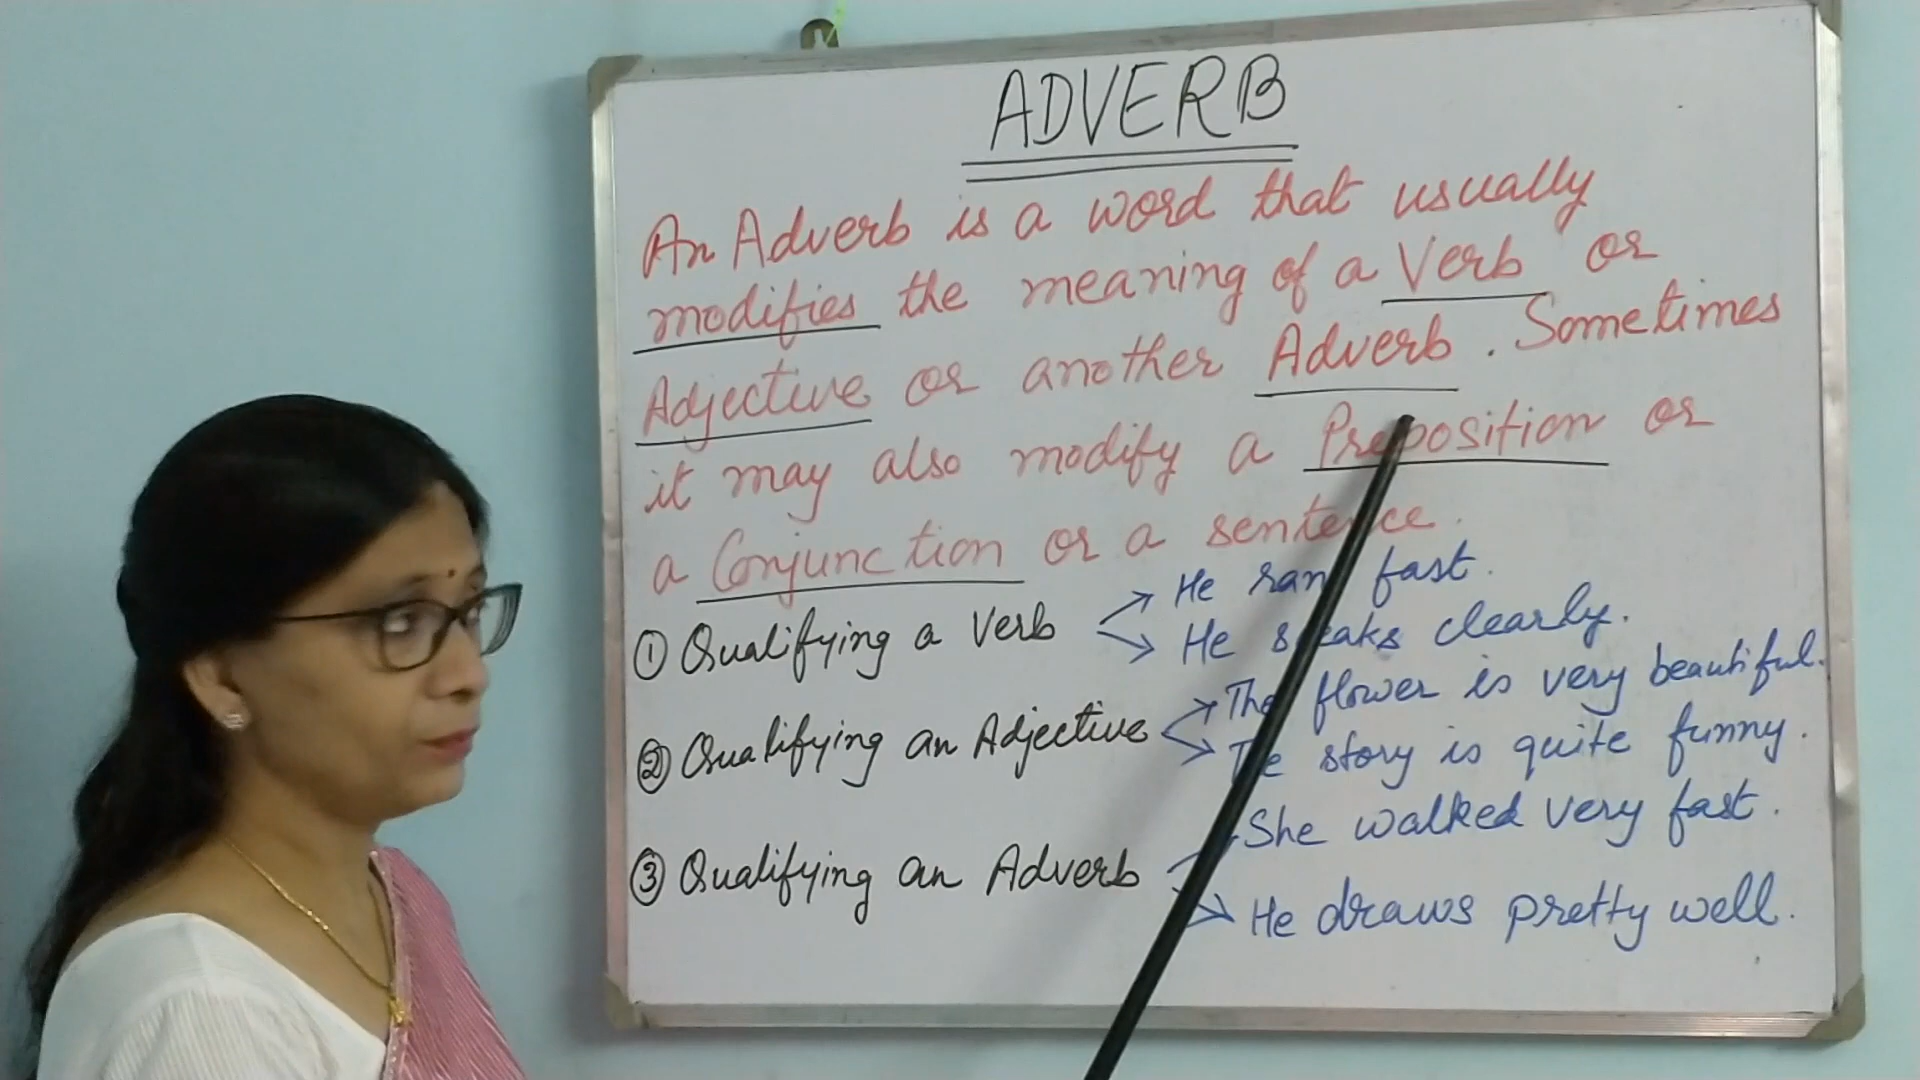 ADVERB
An Adverb is a word that usually
modifies the meaning of a Verb or
Adjective or another Adverb. Sometimes
it may also modify a Preposition or
a Conjunction or a sentence.
① Qualifying a Verb
He ran fast.
He speaks clearly.
② Qualifying an Adjective
The flower is very beautiful.
The story is quite funny.
③ Qualifying an Adverb
She walked very fast.
He draws pretty well.